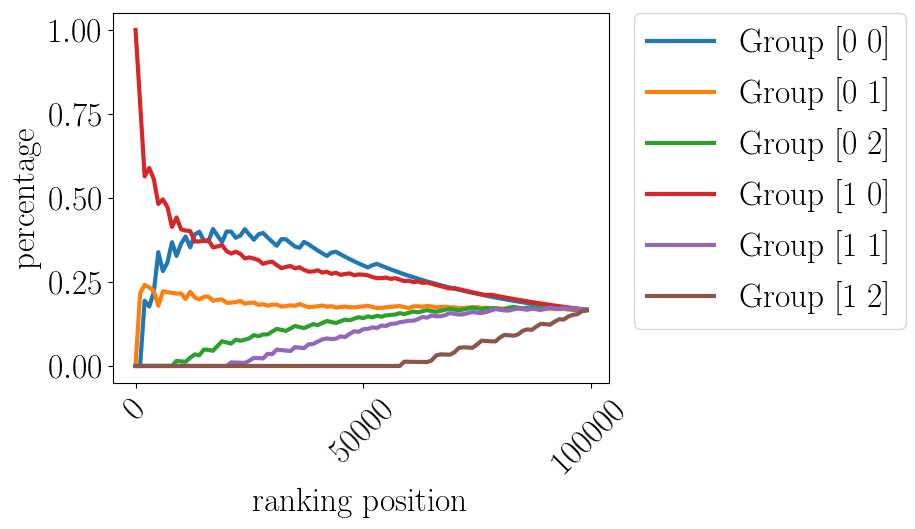 1.00
0.75
0.50
0.25
0.00
percentage
0
50000
100000
ranking position
Group [0 0]
Group [0 1]
Group [0 2]
Group [1 0]
Group [1 1]
Group [1 2]